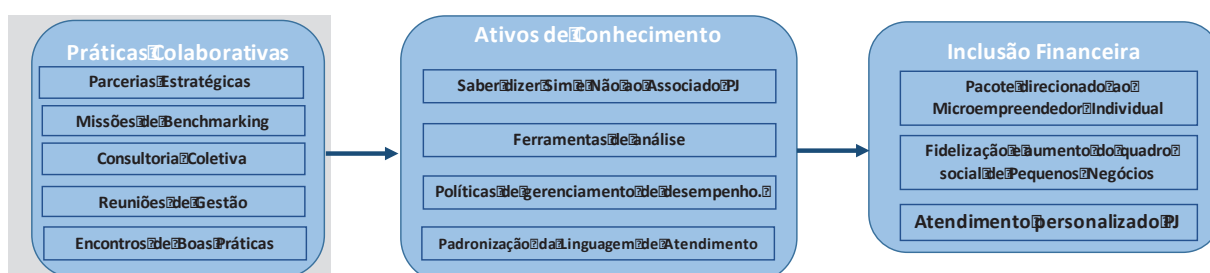 Práticas Colaborativas
Parcerias Estratégicas
Missões de Benchmarking
Consultoria Coletiva
Reuniões de Gestão
Encontros de Boas Práticas
Ativos de Conhecimento
Saber dizer Sim e Não ao Associado PJ
Ferramentas de análise
Políticas de gerenciamento de desempenho.
Padronização da Linguagem de Atendimento
Inclusão Financeira
Pacote direcionado ao
Microempreendedor Individual
Fidelização e aumento do quadro
social de Pequenos Negócios
Atendimento personalizado PJ